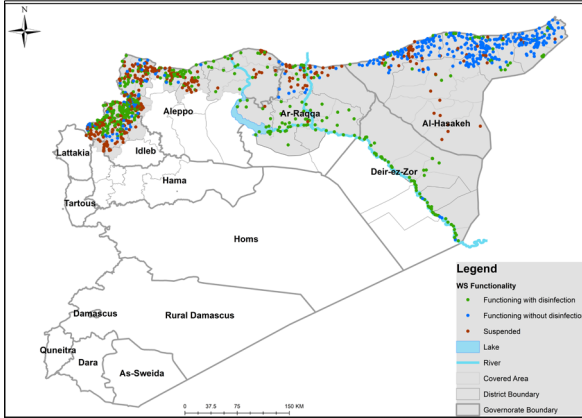 N
Aleppo
Ar-Raqqa
Al-Hasakeh
Lattakia
Idleb
Deir-ez-Zor
Hama
Tartous
Homs
Damascus
Rural Damascus
Quneitra
Dara
As-Sweida
0 37.5 75 150 KM
Legend
WS Functionality
Functioning with disinfection
Functioning without disinfection
Suspended
Lake
River
Covered Area
District Boundary
Governorate Boundary